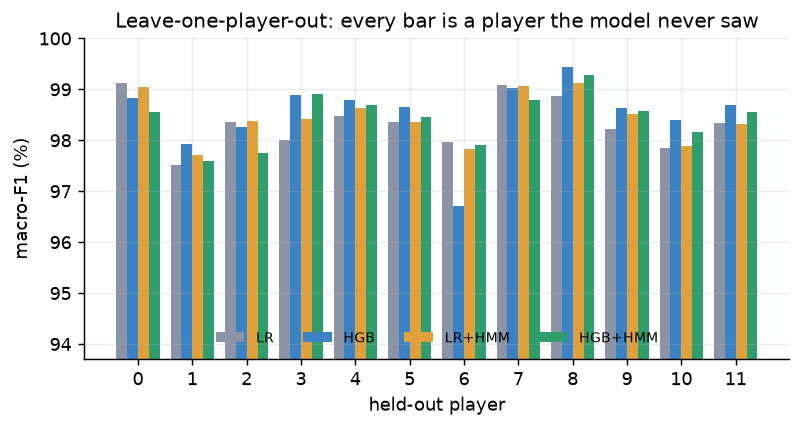 Leave-one-player-out: every bar is a player the model never saw
macro-F1 (%)
100
99
98
97
96
95
94
LR HGB LR+HMM HGB+HMM
0 1 2 3 4 5 6 7 8 9 10 11
held-out player